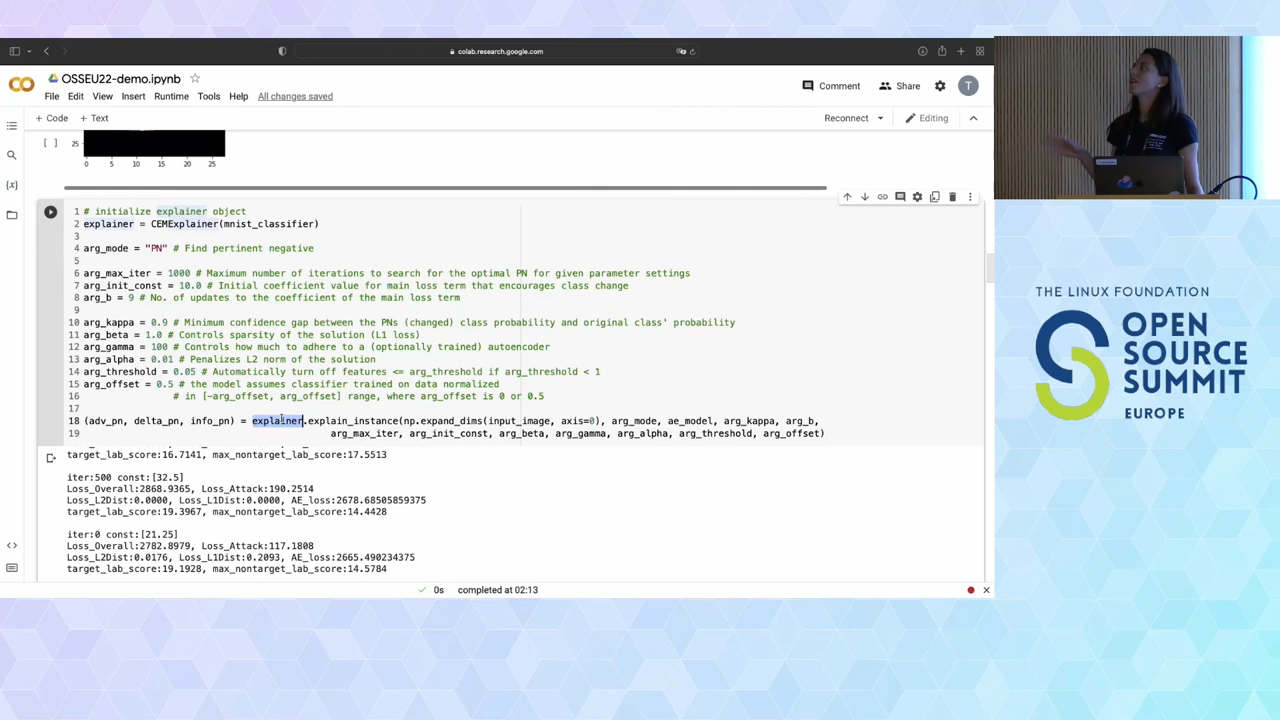 colab.research.google.com
OSSEU22-demo.ipynb
File Edit View Insert Runtime Tools Help All changes saved
Comment Share T
+ Code + Text Reconnect Editing
[ ]
25
0 5 10 15 20 25
1 # initialize explainer object
2 explainer = CEMExplainer(mnist_classifier)
3
4 arg_mode = "PN" # Find pertinent negative
5
6 arg_max_iter = 1000 # Maximum number of iterations to search for the optimal PN for given parameter settings
7 arg_init_const = 10.0 # Initial coefficient value for main loss term that encourages class change
8 arg_b = 9 # No. of updates to the coefficient of the main loss term
9
10 arg_kappa = 0.9 # Minimum confidence gap between the PNs (changed) class probability and original class' probability
11 arg_beta = 1.0 # Controls sparsity of the solution (L1 loss)
12 arg_gamma = 100 # Controls how much to adhere to a (optionally trained) autoencoder
13 arg_alpha = 0.01 # Penalizes L2 norm of the solution
14 arg_threshold = 0.05 # Automatically turn off features <= arg_threshold if arg_threshold < 1
15 arg_offset = 0.5 # the model assumes classifier trained on data normalized
16 # in [-arg_offset, arg_offset] range, where arg_offset is 0 or 0.5
17
18 (adv_pn, delta_pn, info_pn) = explainer.explain_instance(np.expand_dims(input_image, axis=0), arg_mode, ae_model, arg_kappa, arg_b,
19 arg_max_iter, arg_init_const, arg_beta, arg_gamma, arg_alpha, arg_threshold, arg_offset)
target_lab_score:16.7141, max_nontarget_lab_score:17.5513
iter:500 const:[32.5]
Loss_Overall:2868.9365, Loss_Attack:190.2514
Loss_L2Dist:0.0000, Loss_L1Dist:0.0000, AE_loss:2678.68505859375
target_lab_score:19.3967, max_nontarget_lab_score:14.4428
iter:0 const:[21.25]
Loss_Overall:2782.8979, Loss_Attack:117.1808
Loss_L2Dist:0.0176, Loss_L1Dist:0.2093, AE_loss:2665.490234375
target_lab_score:19.1928, max_nontarget_lab_score:14.5784
0s completed at 02:13
THE LINUX FOUNDATION
OPEN
SOURCE
SUMMIT
EUROPE